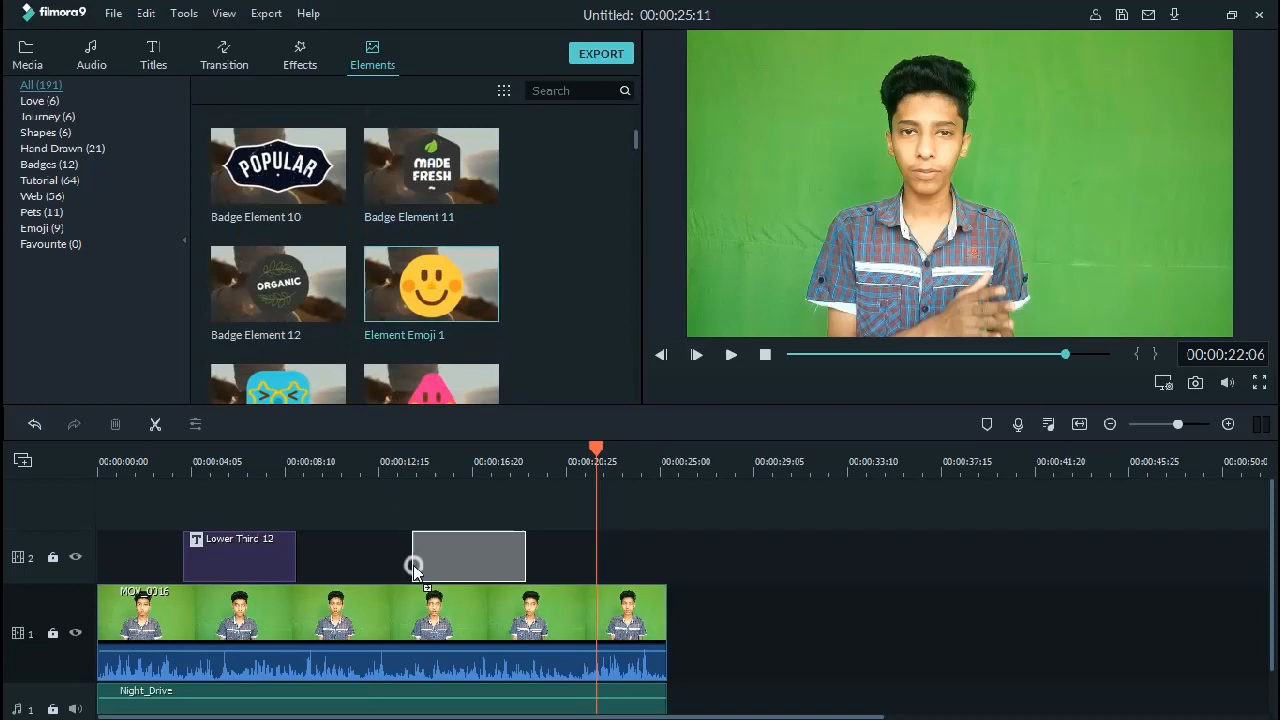 filmora9
File Edit Tools View Export Help
Untitled: 00:00:25:11
Media Audio Titles Transition Effects Elements
EXPORT
All (191)
Love (6)
Journey (6)
Shapes (6)
Hand Drawn (21)
Badges (12)
Tutorial (64)
Web (56)
Pets (11)
Emoji (9)
Favourite (0)
Search
POPULAR
MADE
FRESH
Badge Element 10
Badge Element 11
ORGANIC
Badge Element 12
Element Emoji 1
00:00:22:06
00:00:00:00 00:00:04:05 00:00:08:10 00:00:12:15 00:00:16:20 00:00:20:25 00:00:25:00 00:00:29:05 00:00:33:10 00:00:37:15 00:00:41:20 00:00:45:25 00:00:50:0
2
T Lower Third 12
MOV_0016
1
Night_Drive
1